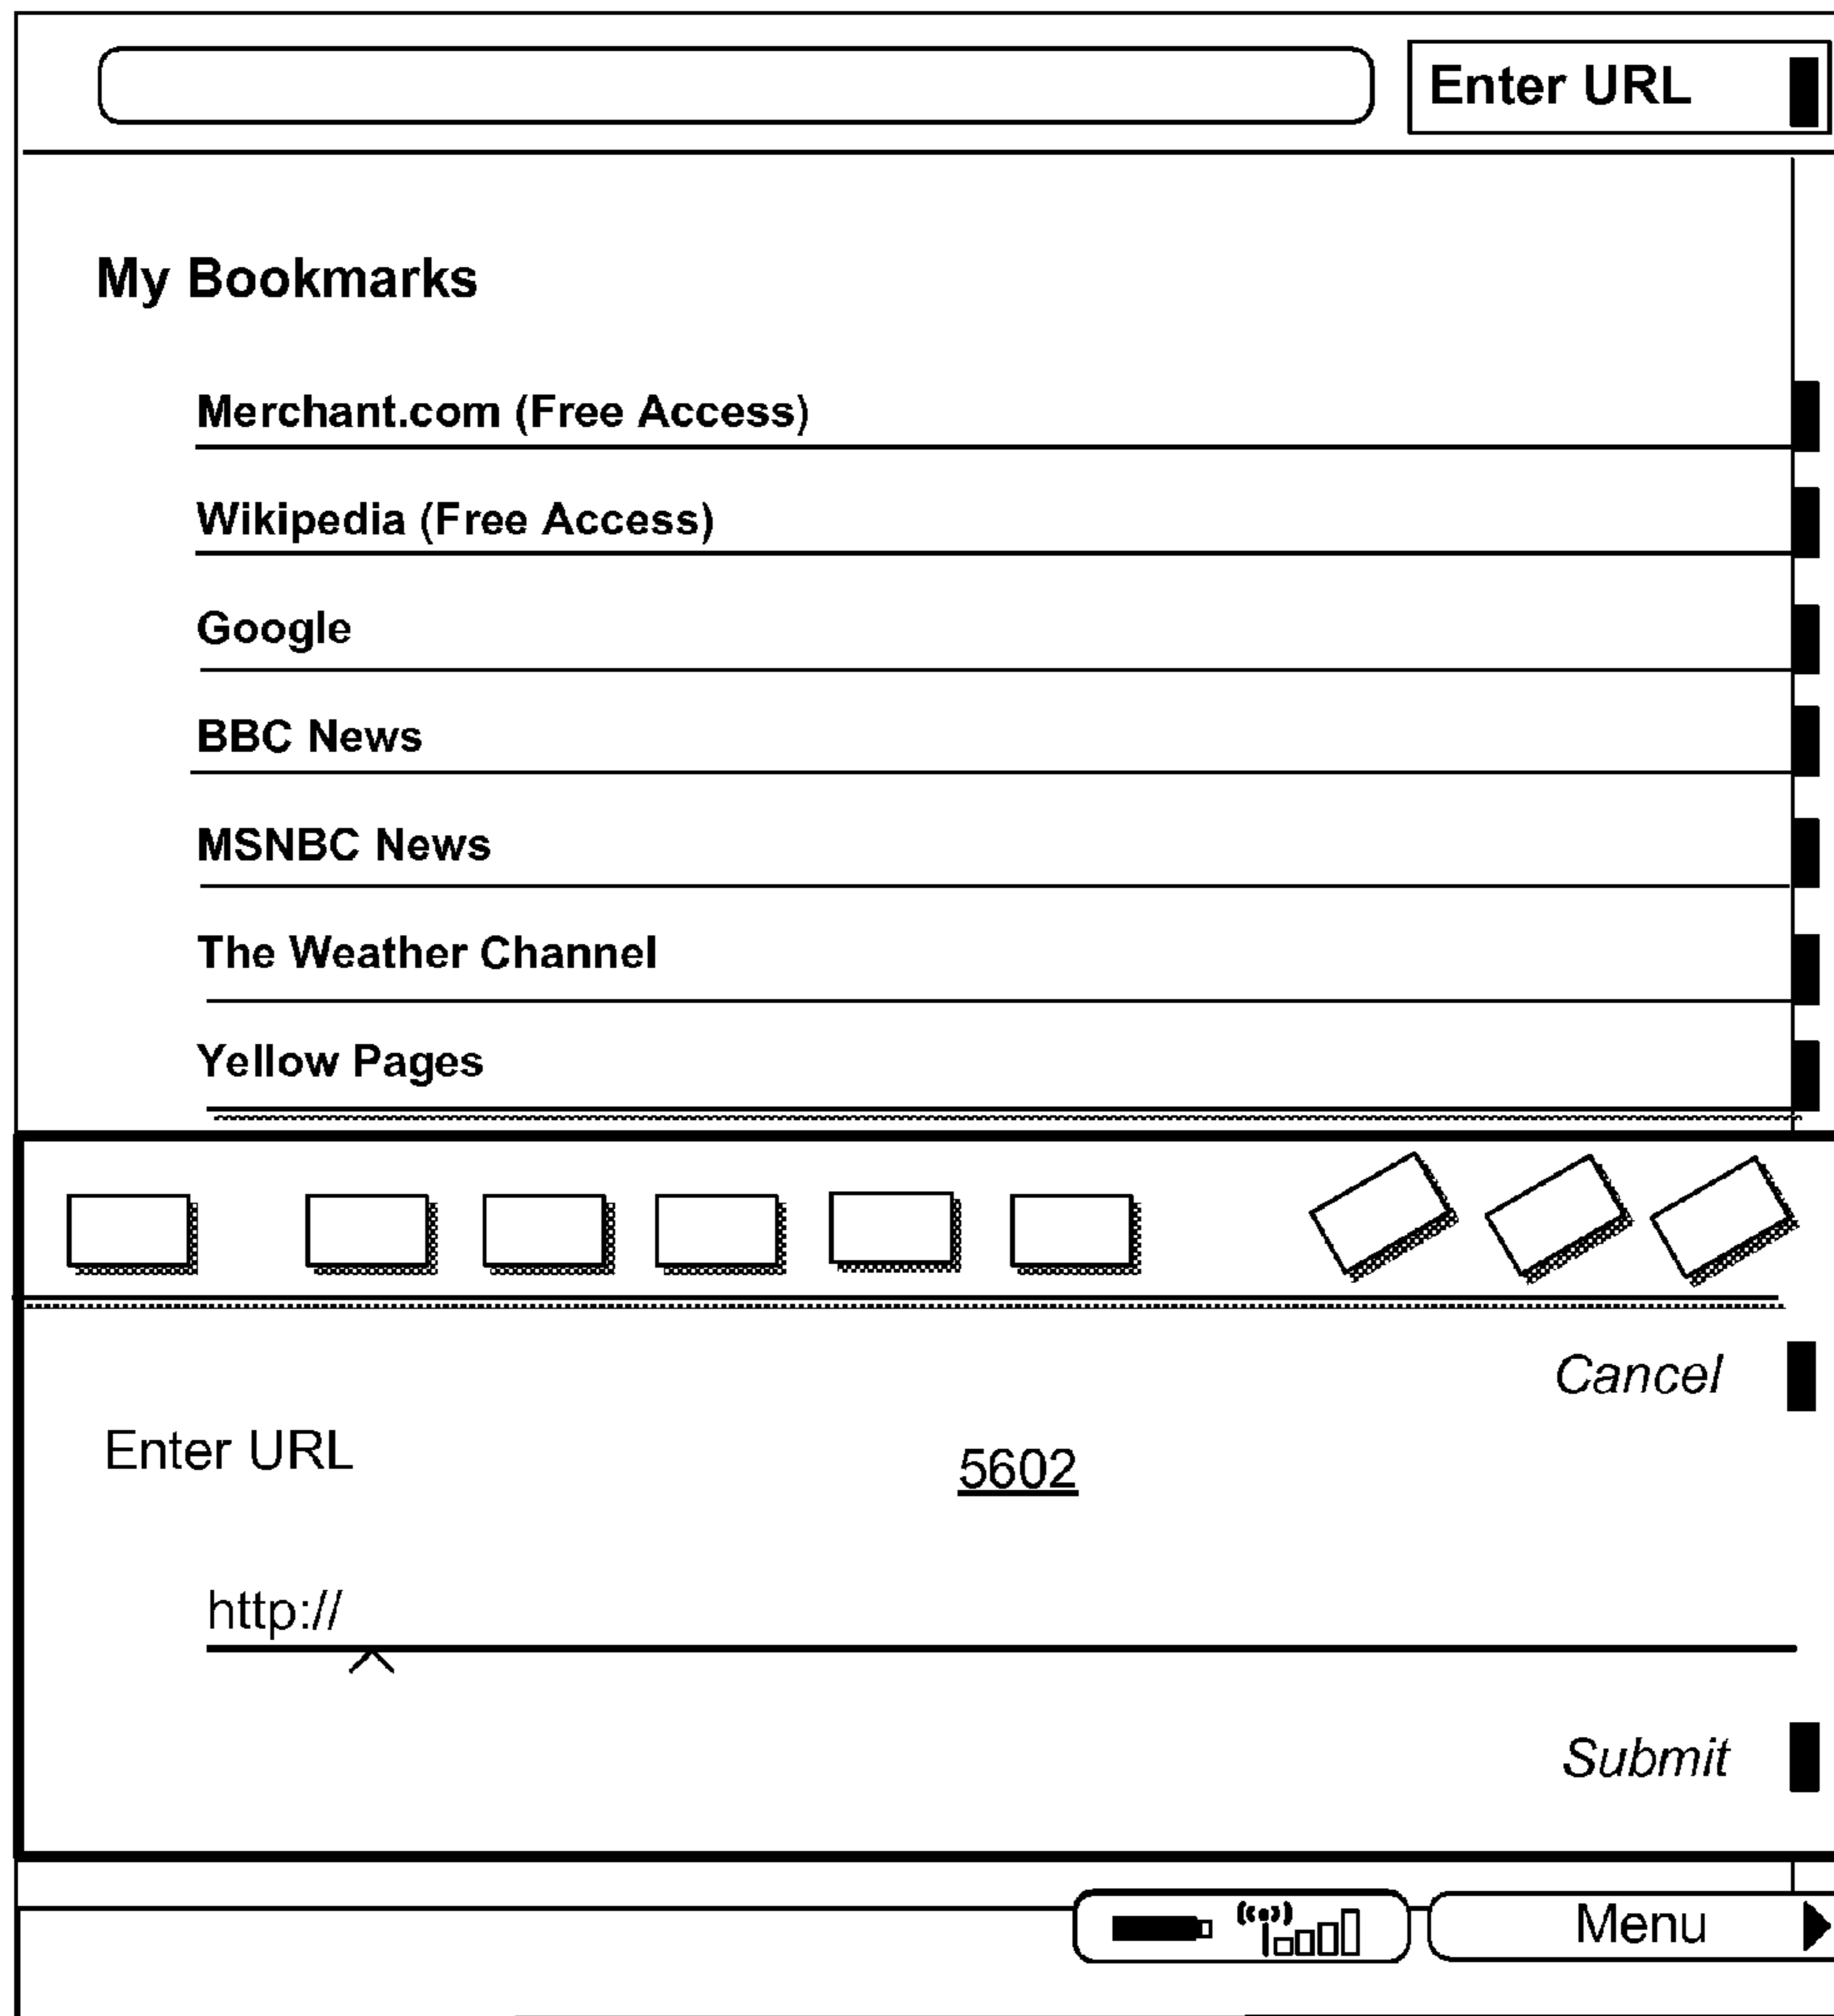 Enter URL
My Bookmarks
Merchant.com (Free Access)
Wikipedia (Free Access)
Google
BBC News
MSNBC News
The Weather Channel
Yellow Pages
Cancel
Enter URL
5602
http://
Submit
Menu